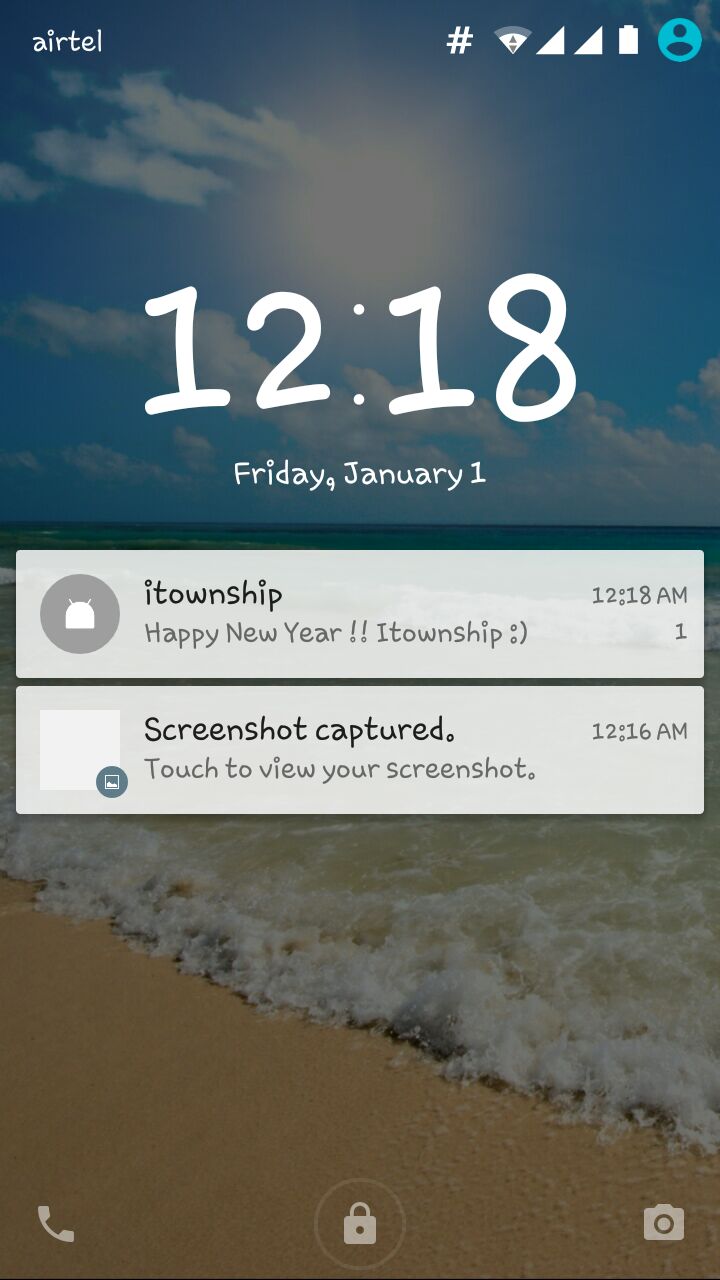 airtel #
12:18
Friday, January 1
itownship 12:18 AM
Happy New Year !! Itownship :) 1
Screenshot captured. 12:16 AM
Touch to view your screenshot.